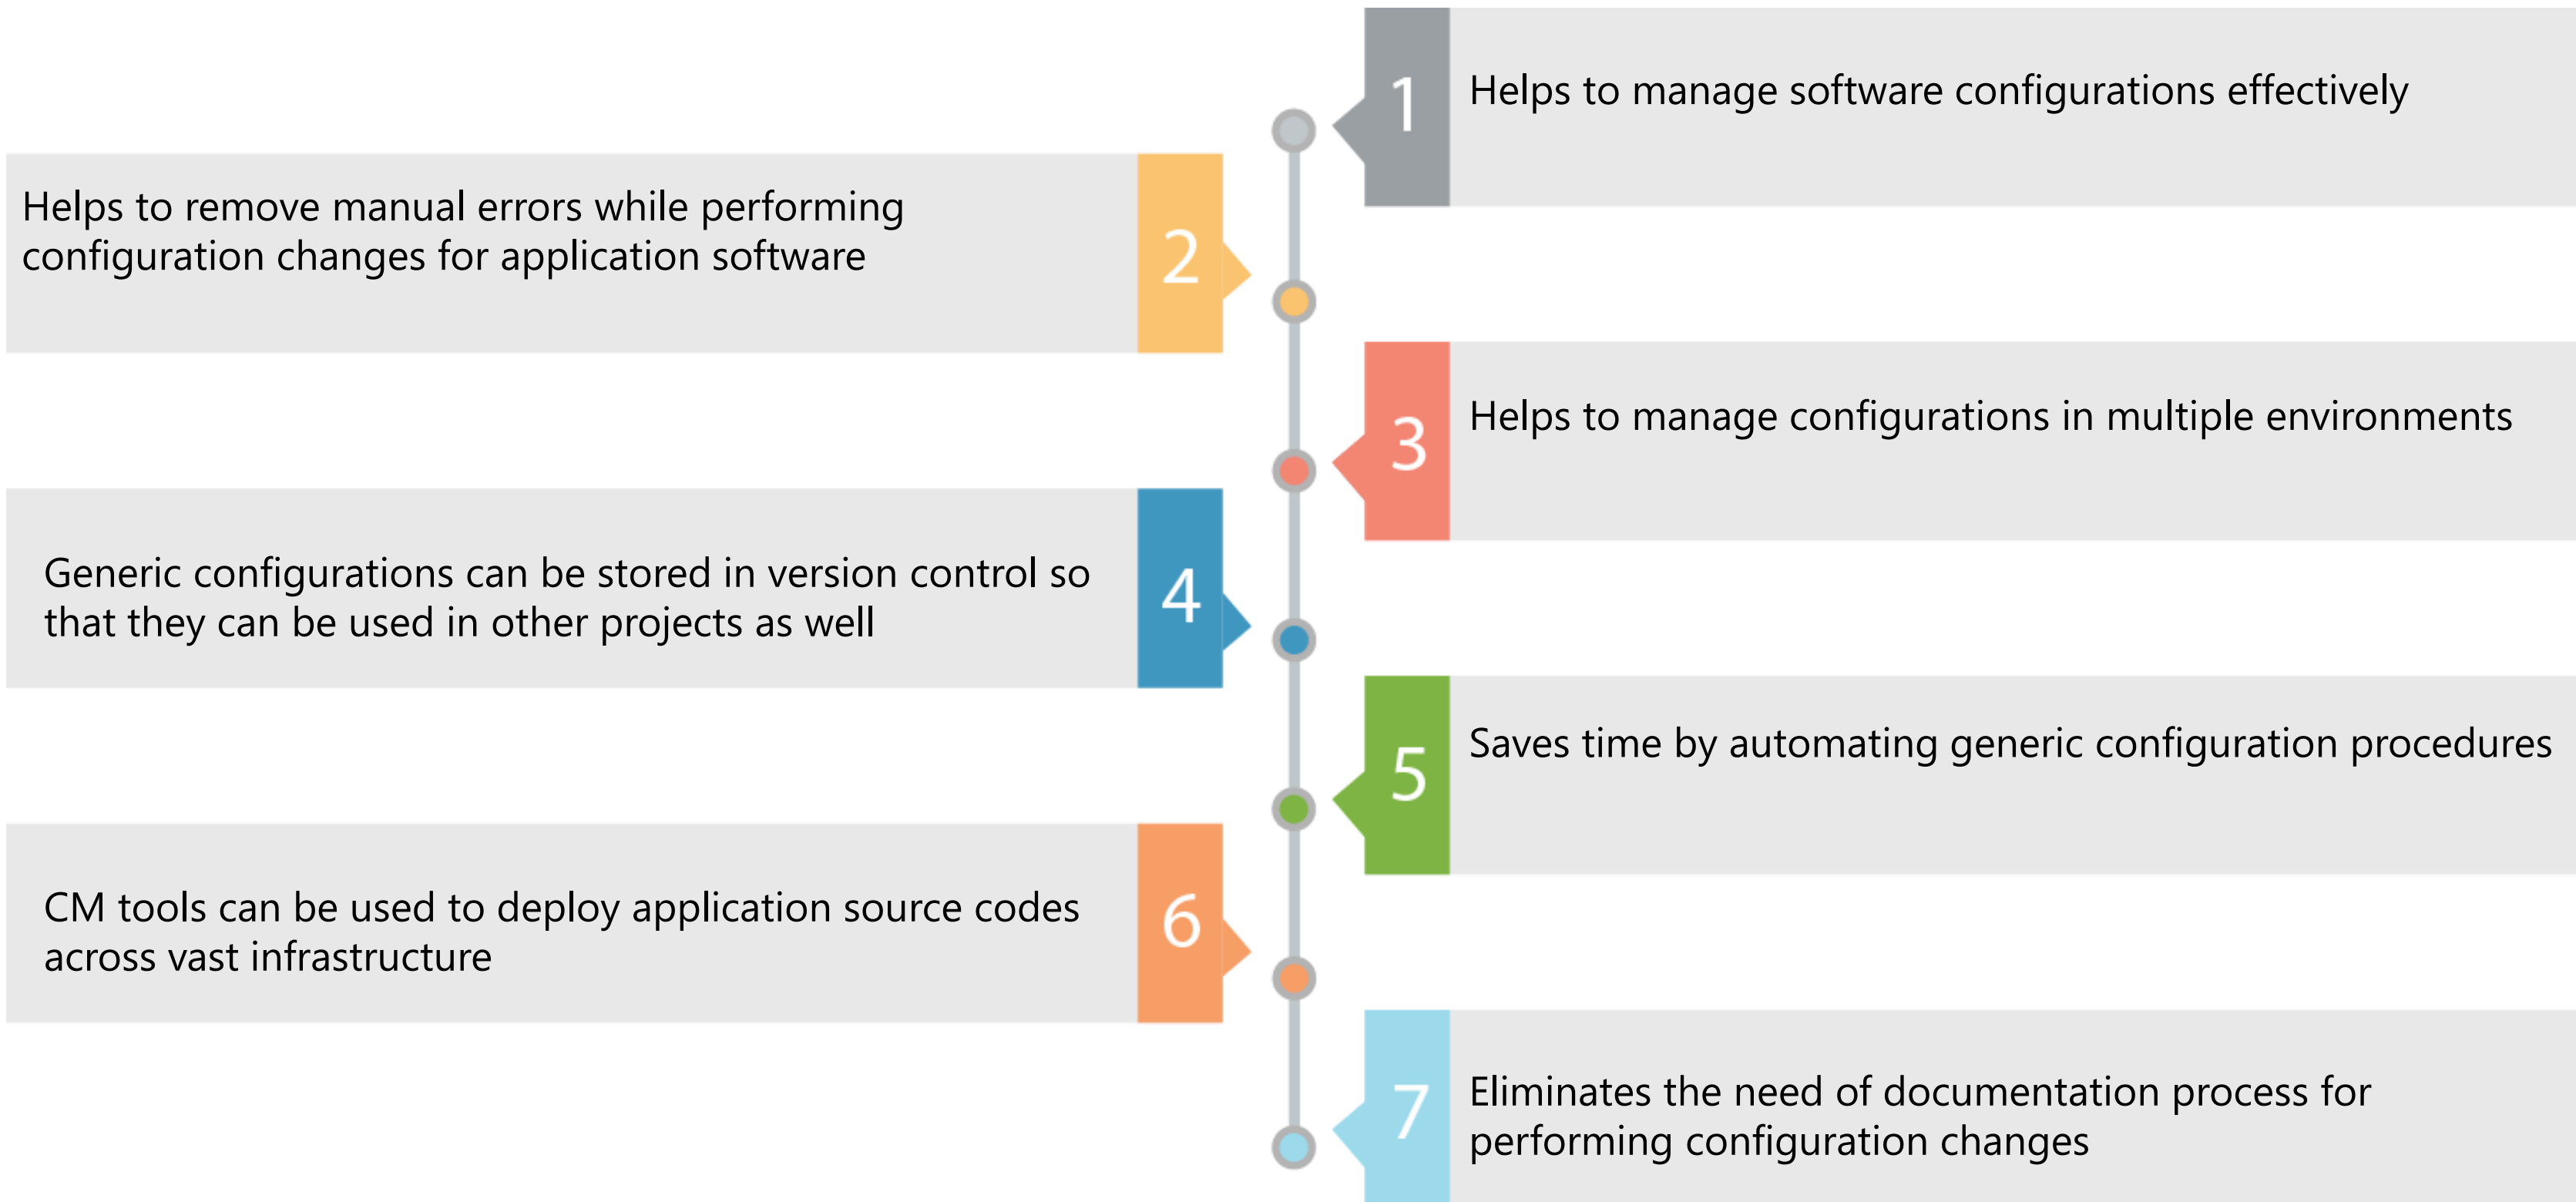 1
Helps to manage software configurations effectively
2
Helps to remove manual errors while performing
configuration changes for application software
3
Helps to manage configurations in multiple environments
4
Generic configurations can be stored in version control so
that they can be used in other projects as well
5
Saves time by automating generic configuration procedures
6
CM tools can be used to deploy application source codes
across vast infrastructure
7
Eliminates the need of documentation process for
performing configuration changes